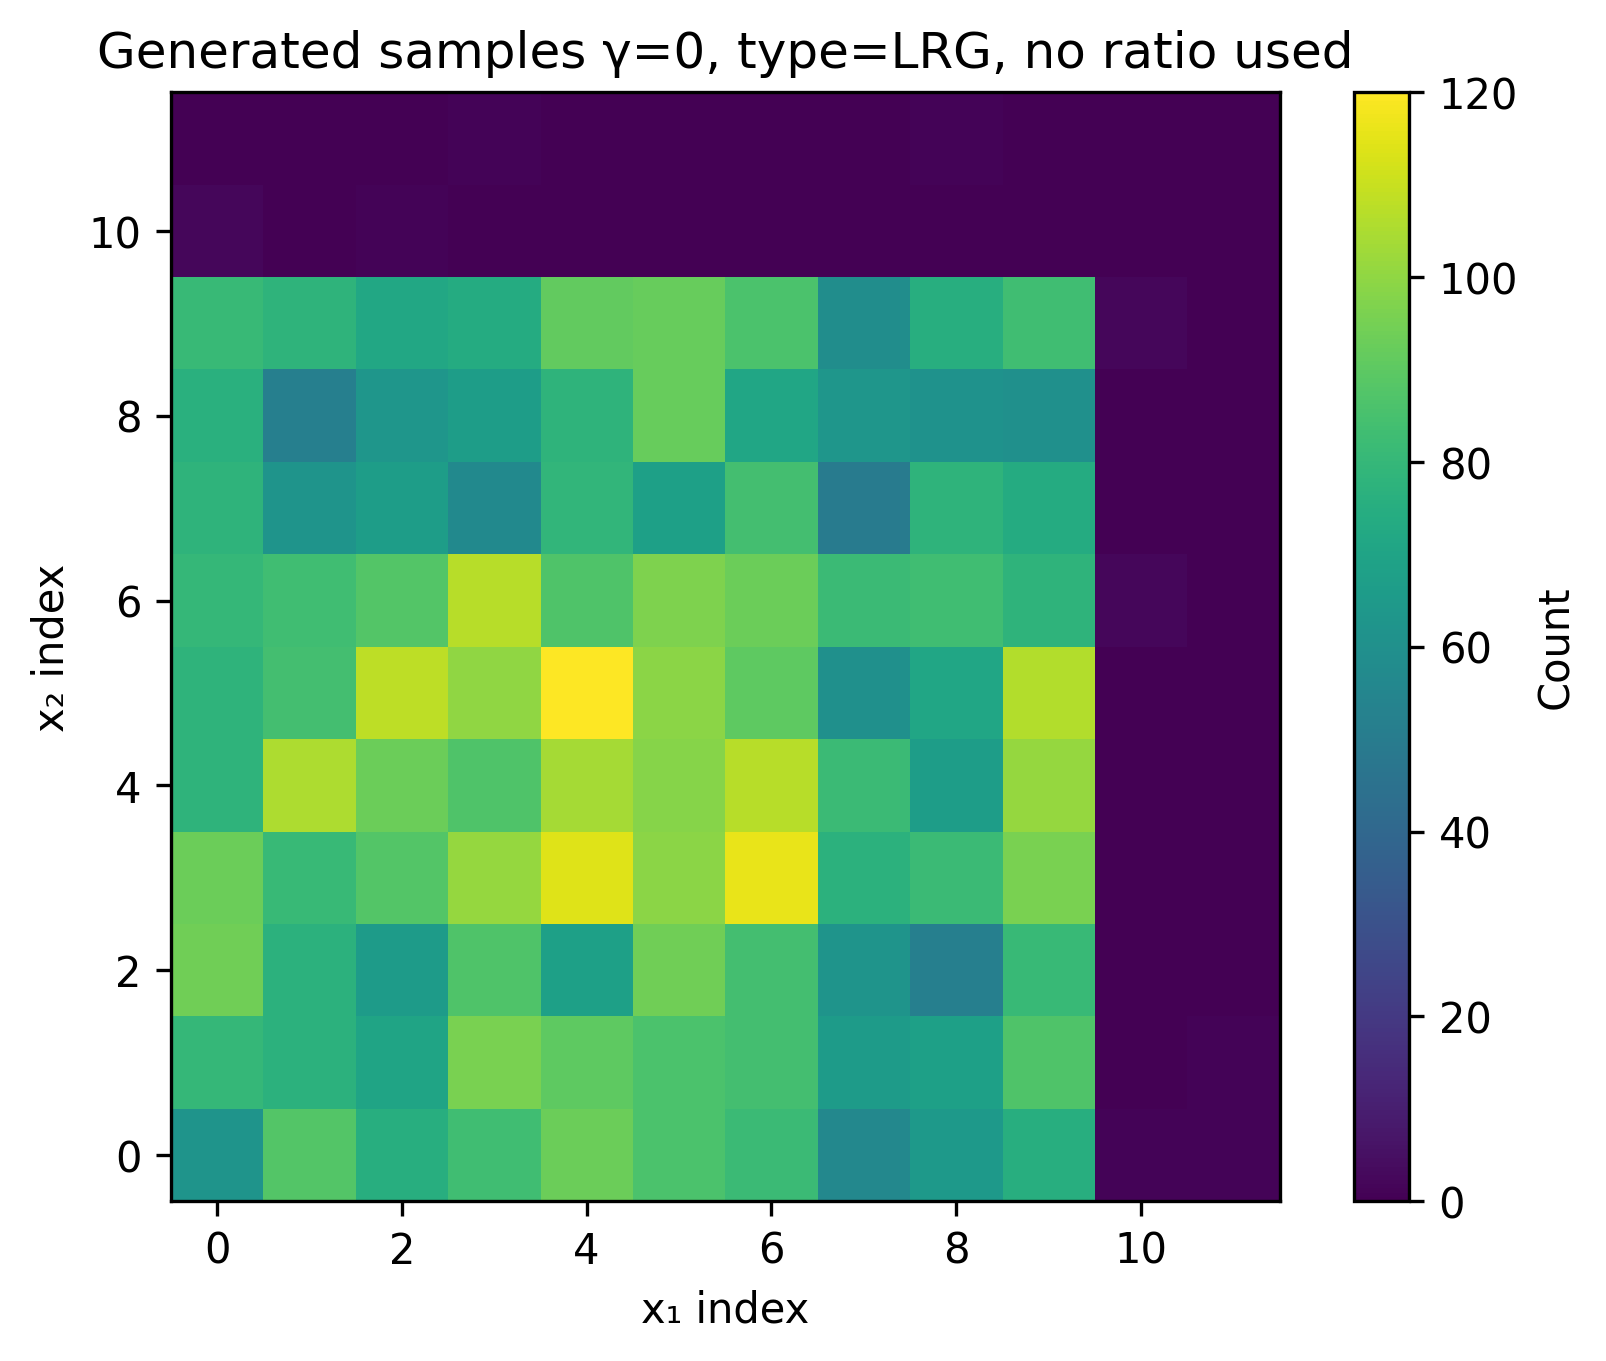 Generated samples γ=0, type=LRG, no ratio used
120
100
80
60
40
20
0
Count
10
8
6
4
2
0
x₂ index
0 2 4 6 8 10
x₁ index